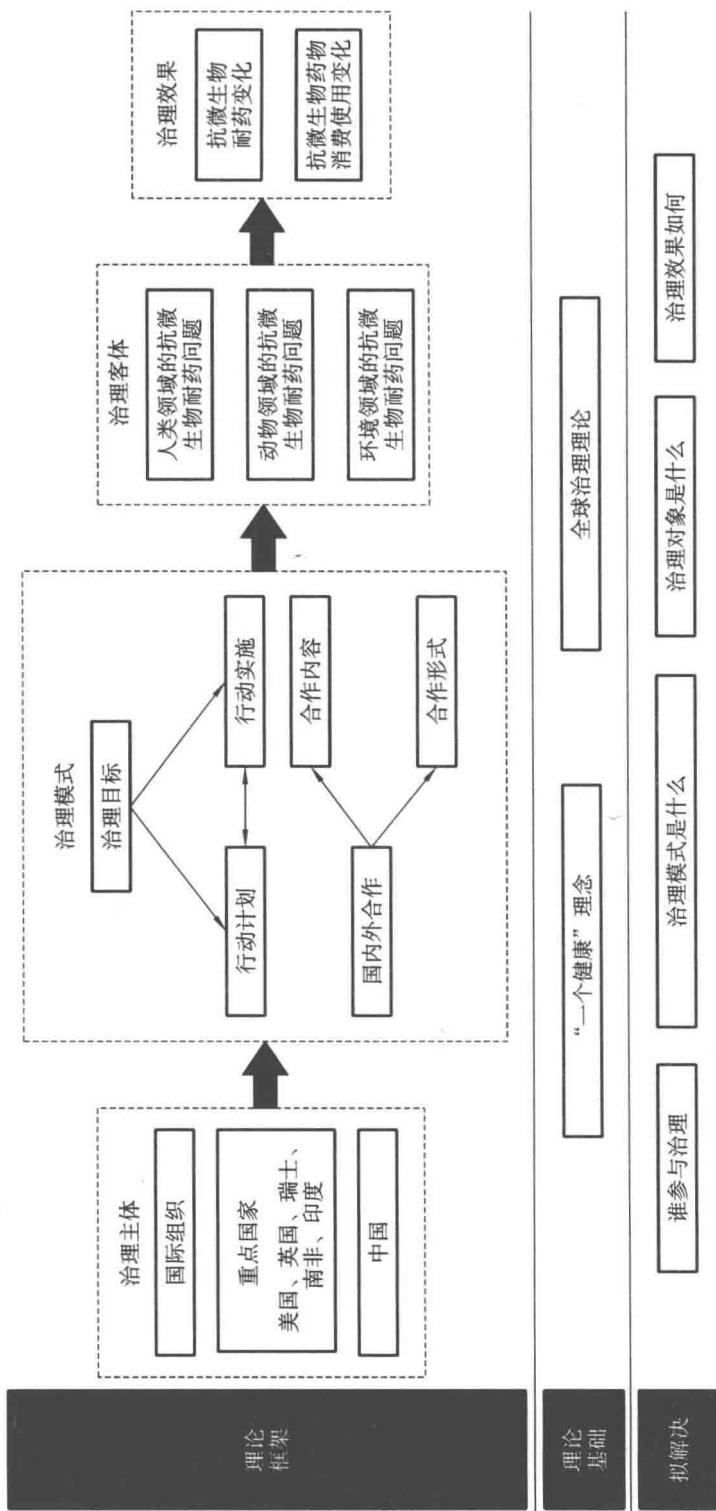 理论
框架
治理主体
国际组织
重点国家
美国、英国、瑞士、
南非、印度
中国
治理模式
治理目标
行动计划
行动实施
国内外合作
合作内容
合作形式
治理客体
人类领域的抗微
生物耐药问题
动物领域的抗微
生物耐药问题
环境领域的抗微
生物耐药问题
治理效果
抗微生物
耐药变化
抗微生物药物
消费使用变化
理论
基础
“一个健康”理念
全球治理理论
拟解决
谁参与治理
治理模式是什么
治理对象是什么
治理效果如何